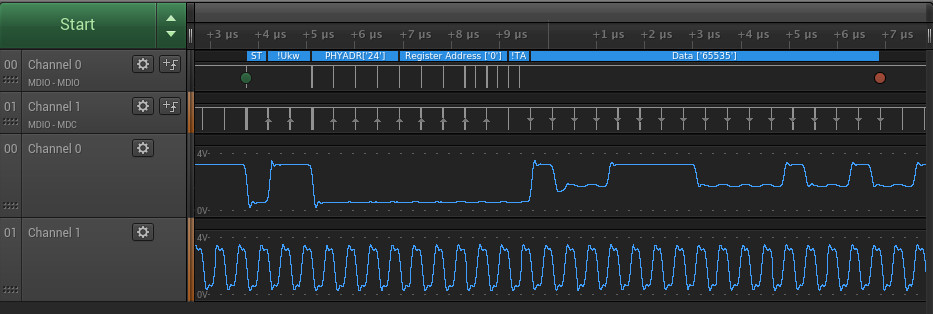 Start
+3 µs +4 µs +5 µs +6 µs +7 µs +8 µs +9 µs +1 µs +2 µs +3 µs +4 µs +5 µs +6 µs +7 µs
ST !Ukw PHYADR['24'] Register Address ['0'] !TA Data ['65535']
00 Channel 0
MDIO - MDIO
01 Channel 1
MDIO - MDC
00 Channel 0
4V
0V
01 Channel 1
4V
0V